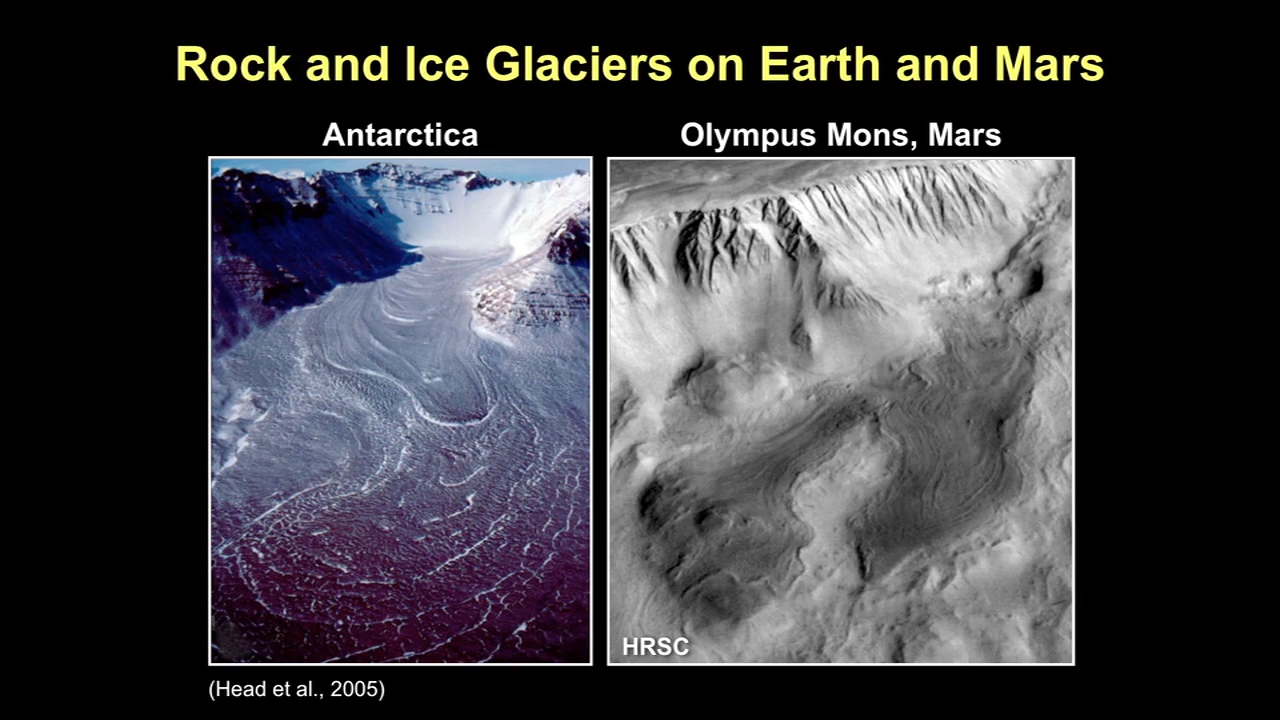 Rock and Ice Glaciers on Earth and Mars
Antarctica
Olympus Mons, Mars
HRSC
(Head et al., 2005)